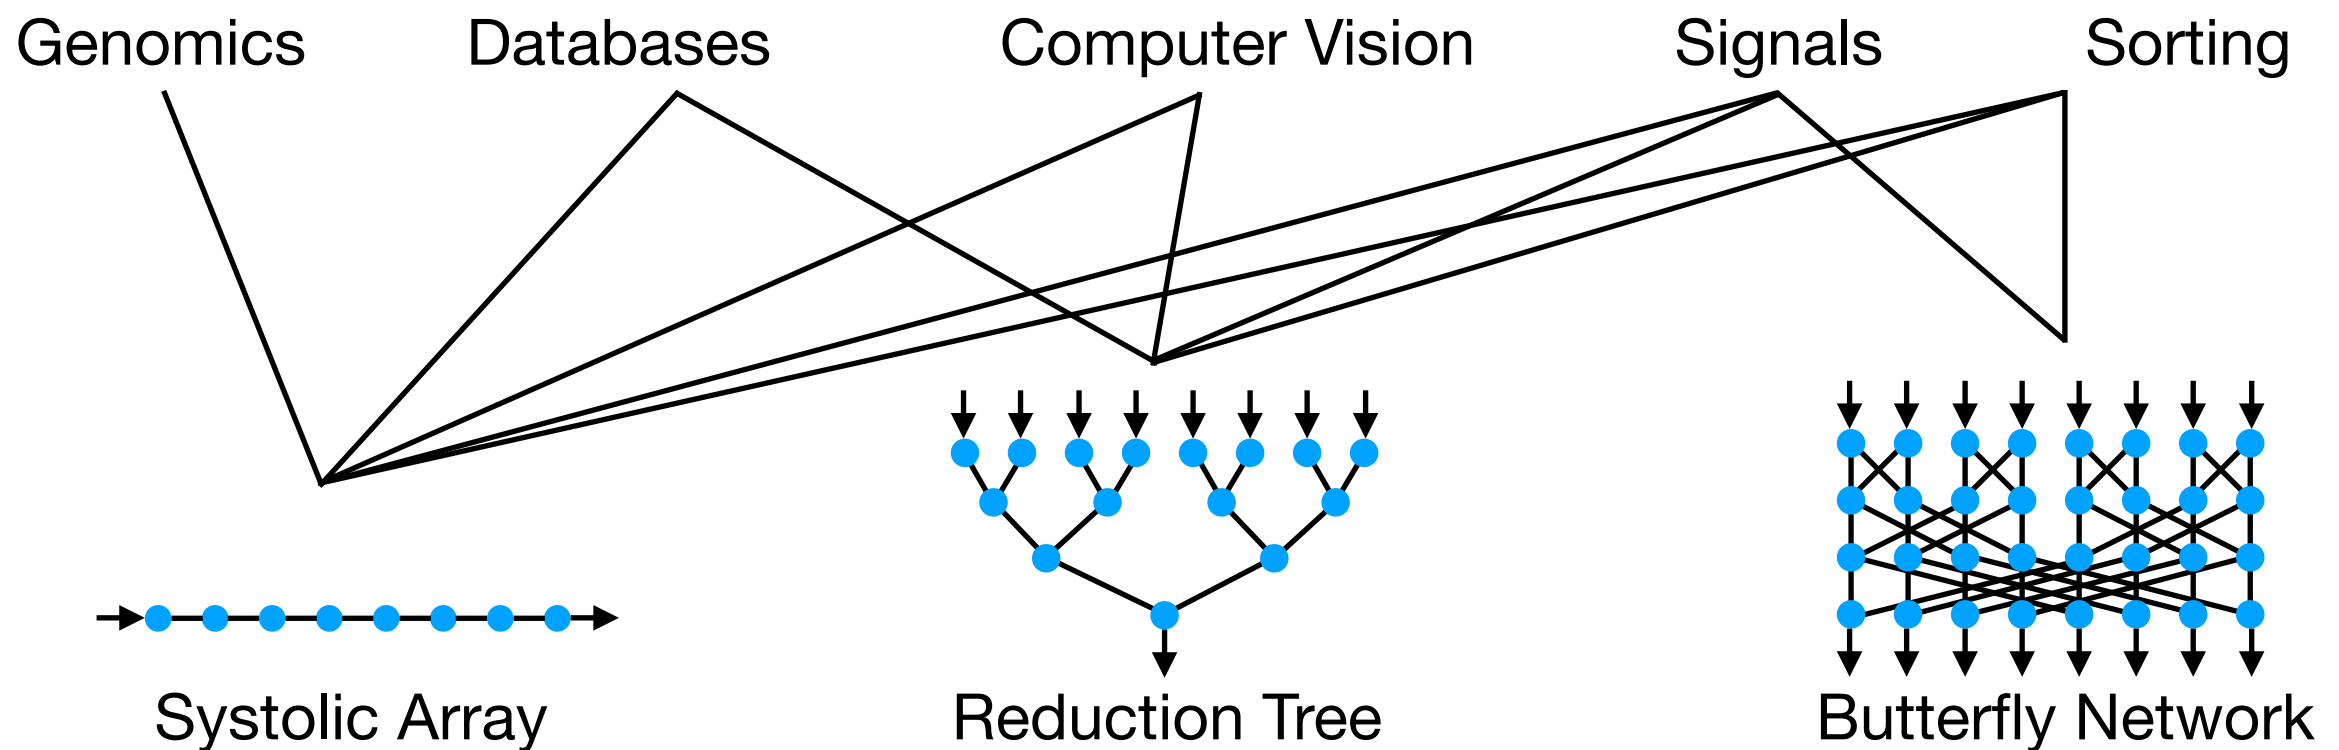 Genomics Databases Computer Vision Signals Sorting
Systolic Array Reduction Tree Butterfly Network